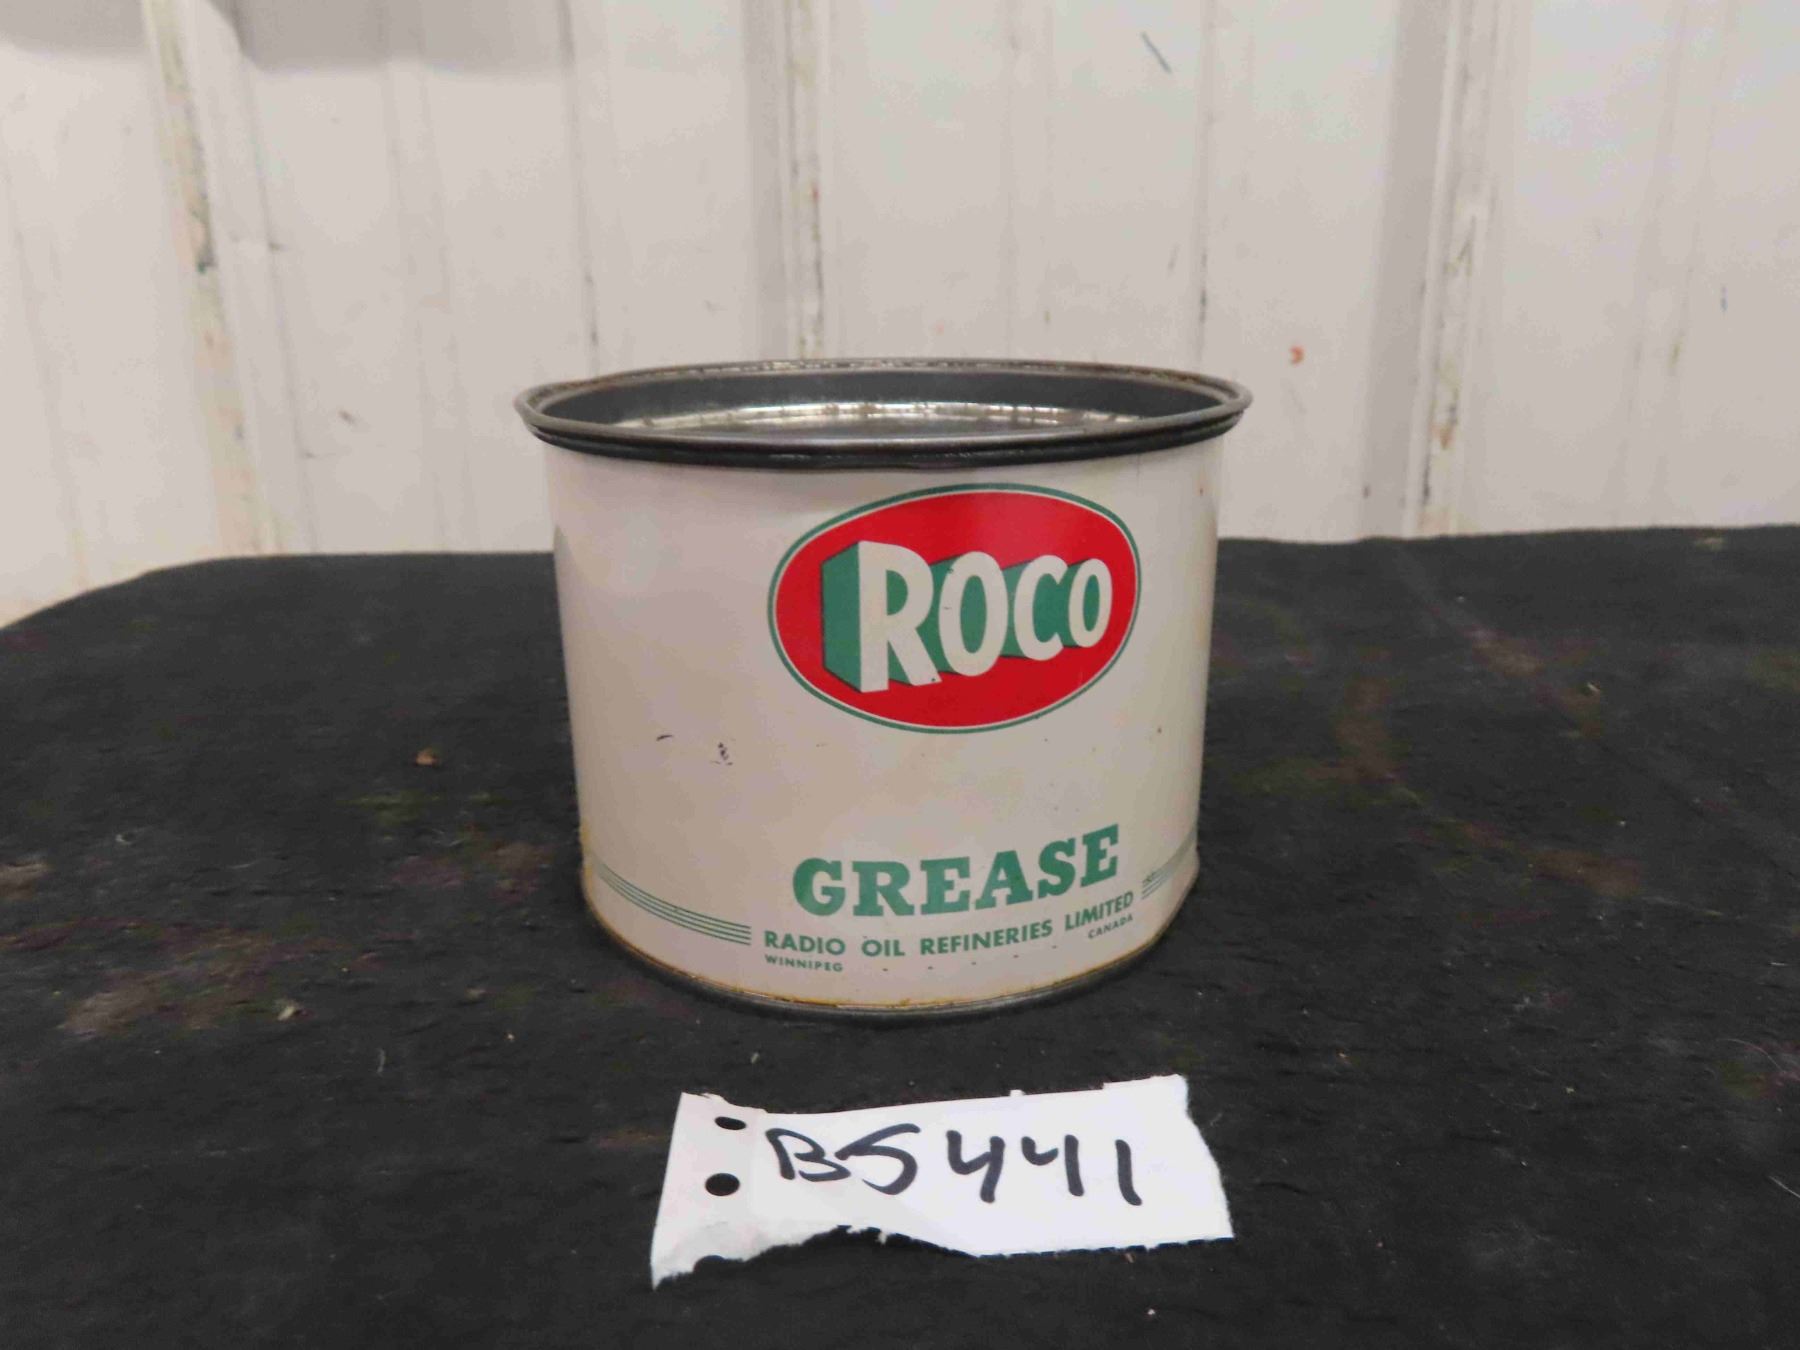 ROCO
GREASE
RADIO OIL REFINERIES LIMITED
WINNIPEG CANADA
B5441